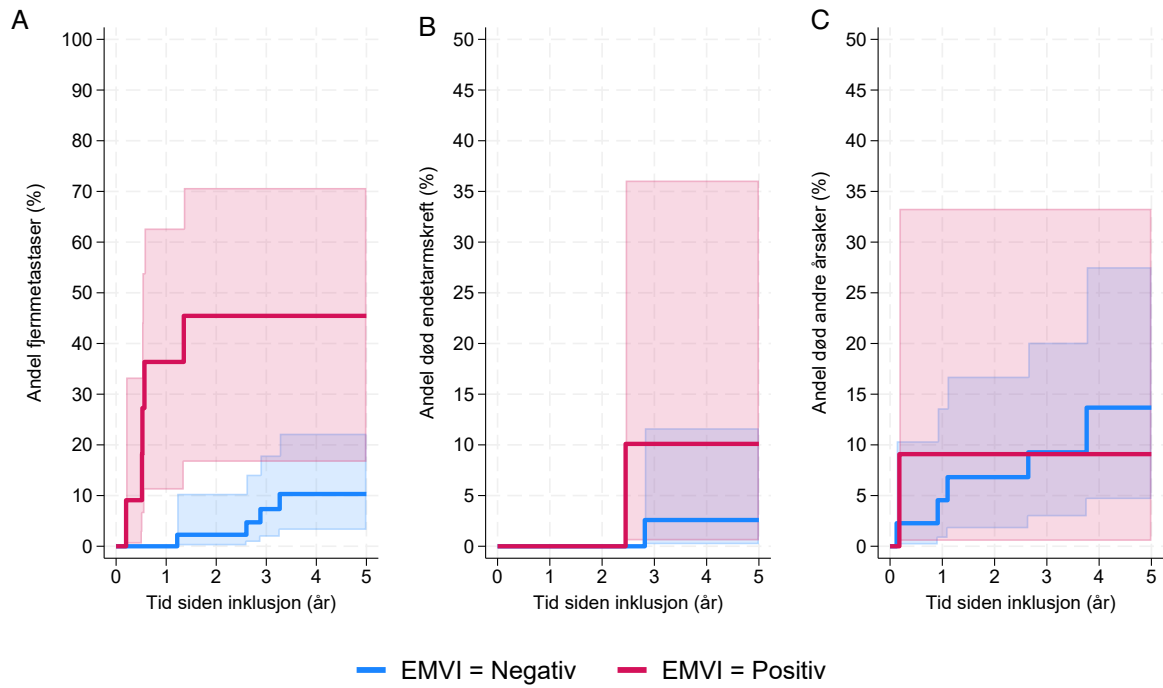 A
Andel fjernmetastaser (%)
100
90
80
70
60
50
40
30
20
10
0
0 1 2 3 4 5
Tid siden inklusjon (år)
B
Andel død endetarmskreft (%)
50
45
40
35
30
25
20
15
10
5
0
0 1 2 3 4 5
Tid siden inklusjon (år)
C
Andel død andre årsaker (%)
50
45
40
35
30
25
20
15
10
5
0
0 1 2 3 4 5
Tid siden inklusjon (år)
EMVI = Negativ EMVI = Positiv